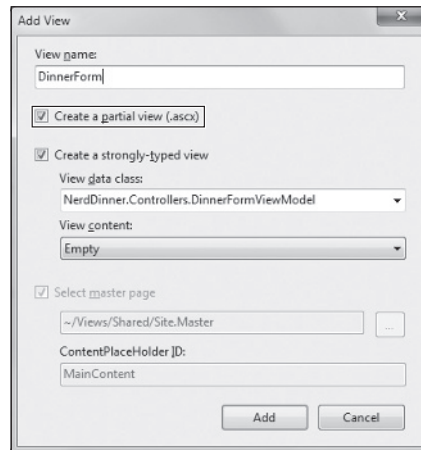 Add View
View name:
DinnerForm
Create a partial view (.ascx)
Create a strongly-typed view
View data class:
NerdDinner.Controllers.DinnerFormViewModel
View content:
Empty
Select master page
~/Views/Shared/Site.Master
...
ContentPlaceHolder ID:
MainContent
Add
Cancel